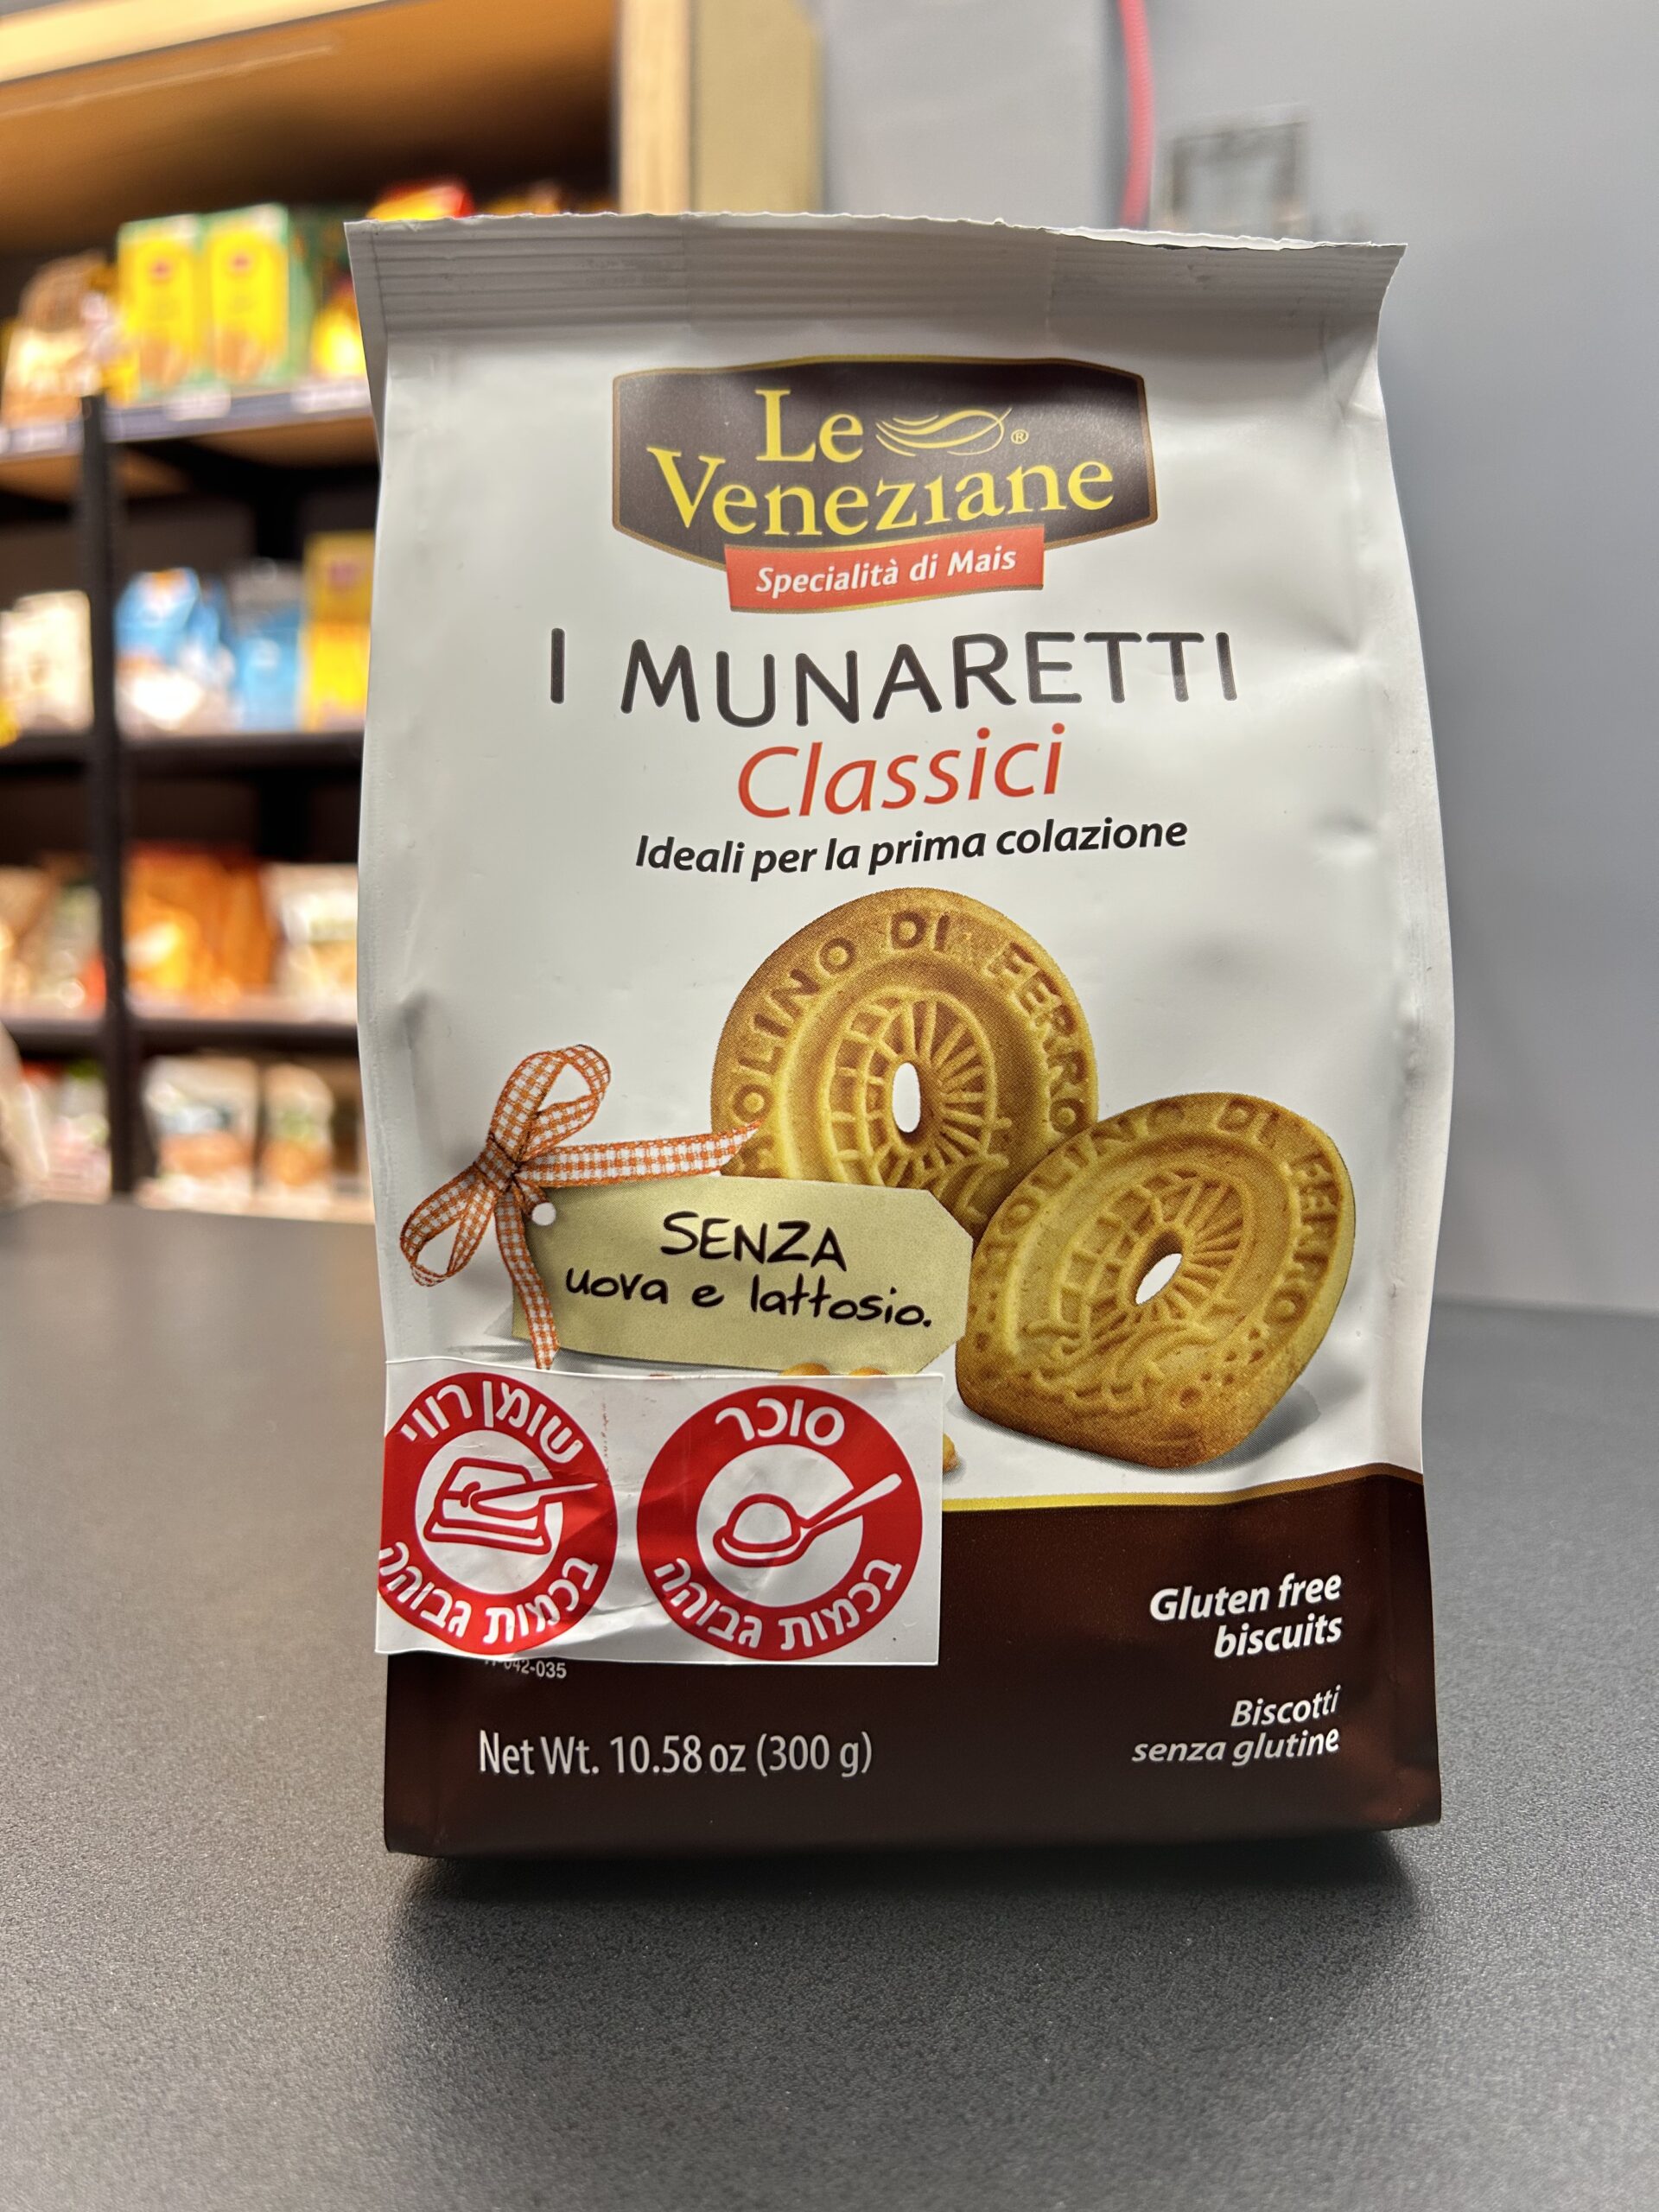 Le
Veneziane
®
Specialità di Mais
I MUNARETTI
Classici
Ideali per la prima colazione
MOLINO DI FERRO
MOLINO DI FERRO
SENZA
uova e lattosio.
שומן רווי
בכמות גבוהה
סוכר
בכמות גבוהה
42-035
Net Wt. 10.58 oz (300 g)
Gluten free
biscuits
Biscotti
senza glutine